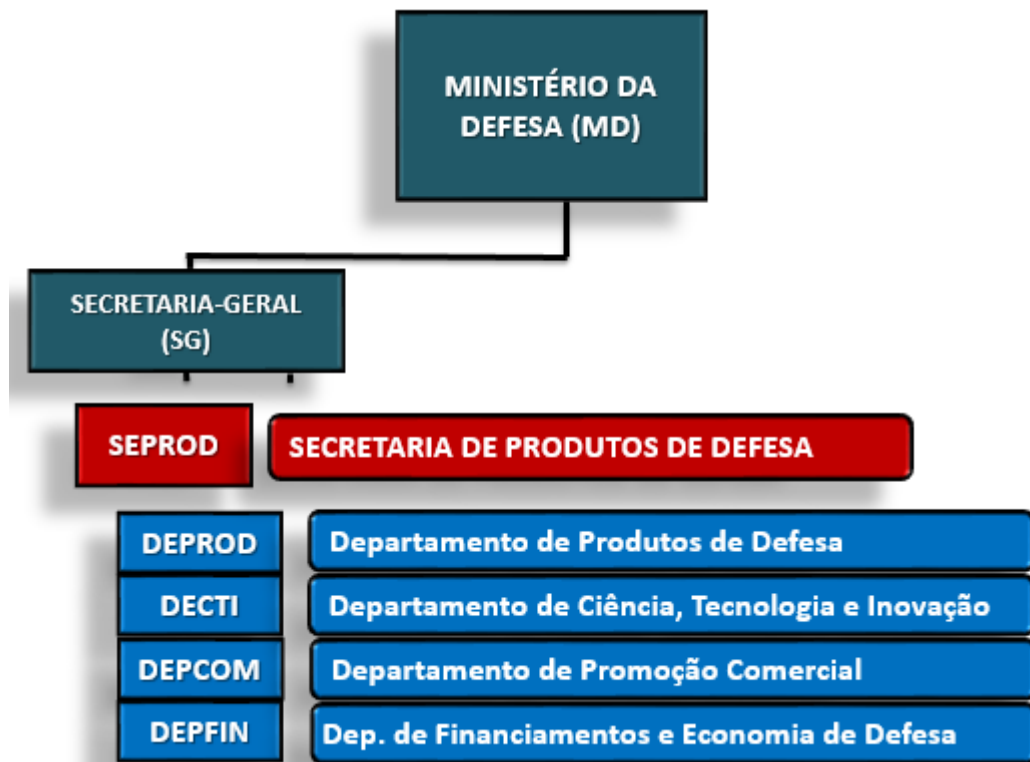 MINISTÉRIO DA
DEFESA (MD)
SECRETARIA-GERAL
(SG)
SEPROD
SECRETARIA DE PRODUTOS DE DEFESA
DEPROD
Departamento de Produtos de Defesa
DECTI
Departamento de Ciência, Tecnologia e Inovação
DEPCOM
Departamento de Promoção Comercial
DEPFIN
Dep. de Financiamentos e Economia de Defesa